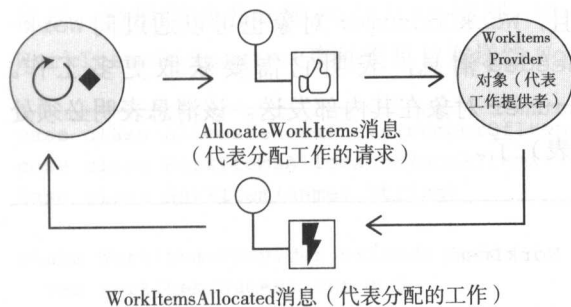 WorkItems
Provider
对象（代表
工作提供者）
AllocateWorkItems消息
（代表分配工作的请求）
WorkItemsAllocated消息（代表分配的工作）